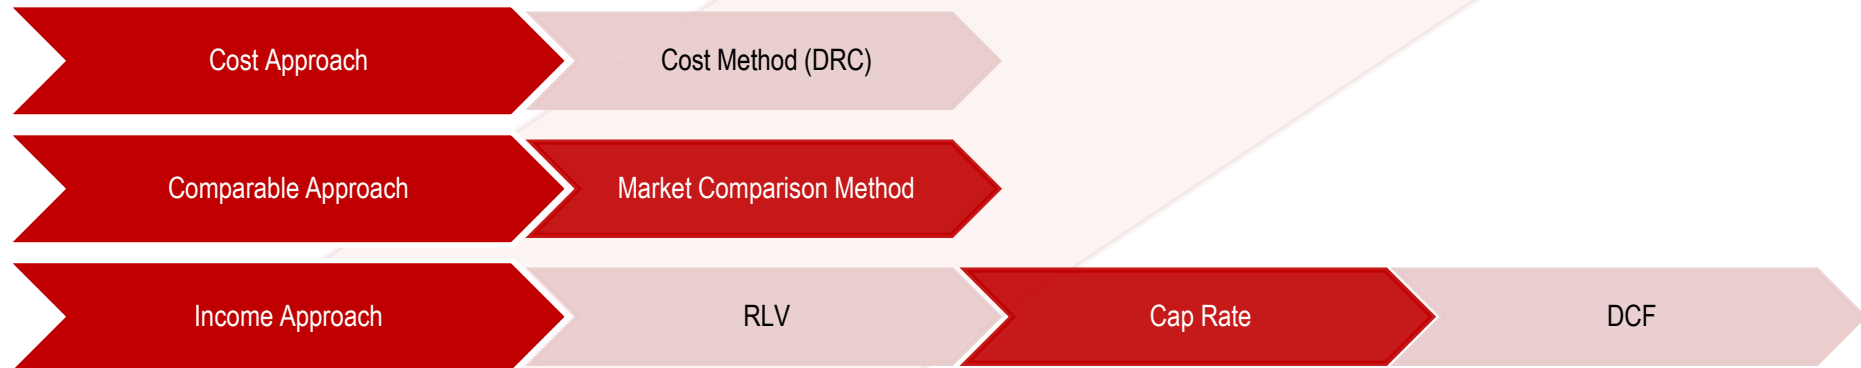 Cost Approach
Cost Method (DRC)
Comparable Approach
Market Comparison Method
Income Approach
RLV
Cap Rate
DCF